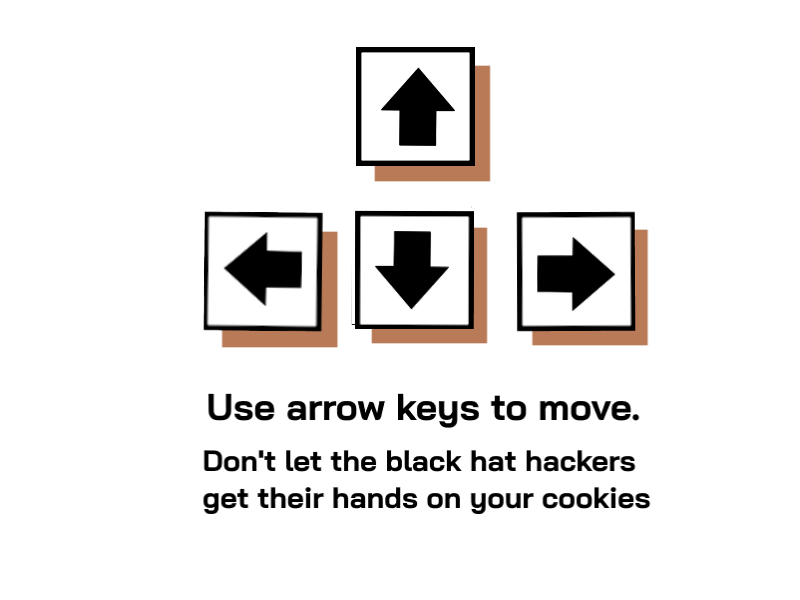 Use arrow keys to move.
Don't let the black hat hackers
get their hands on your cookies